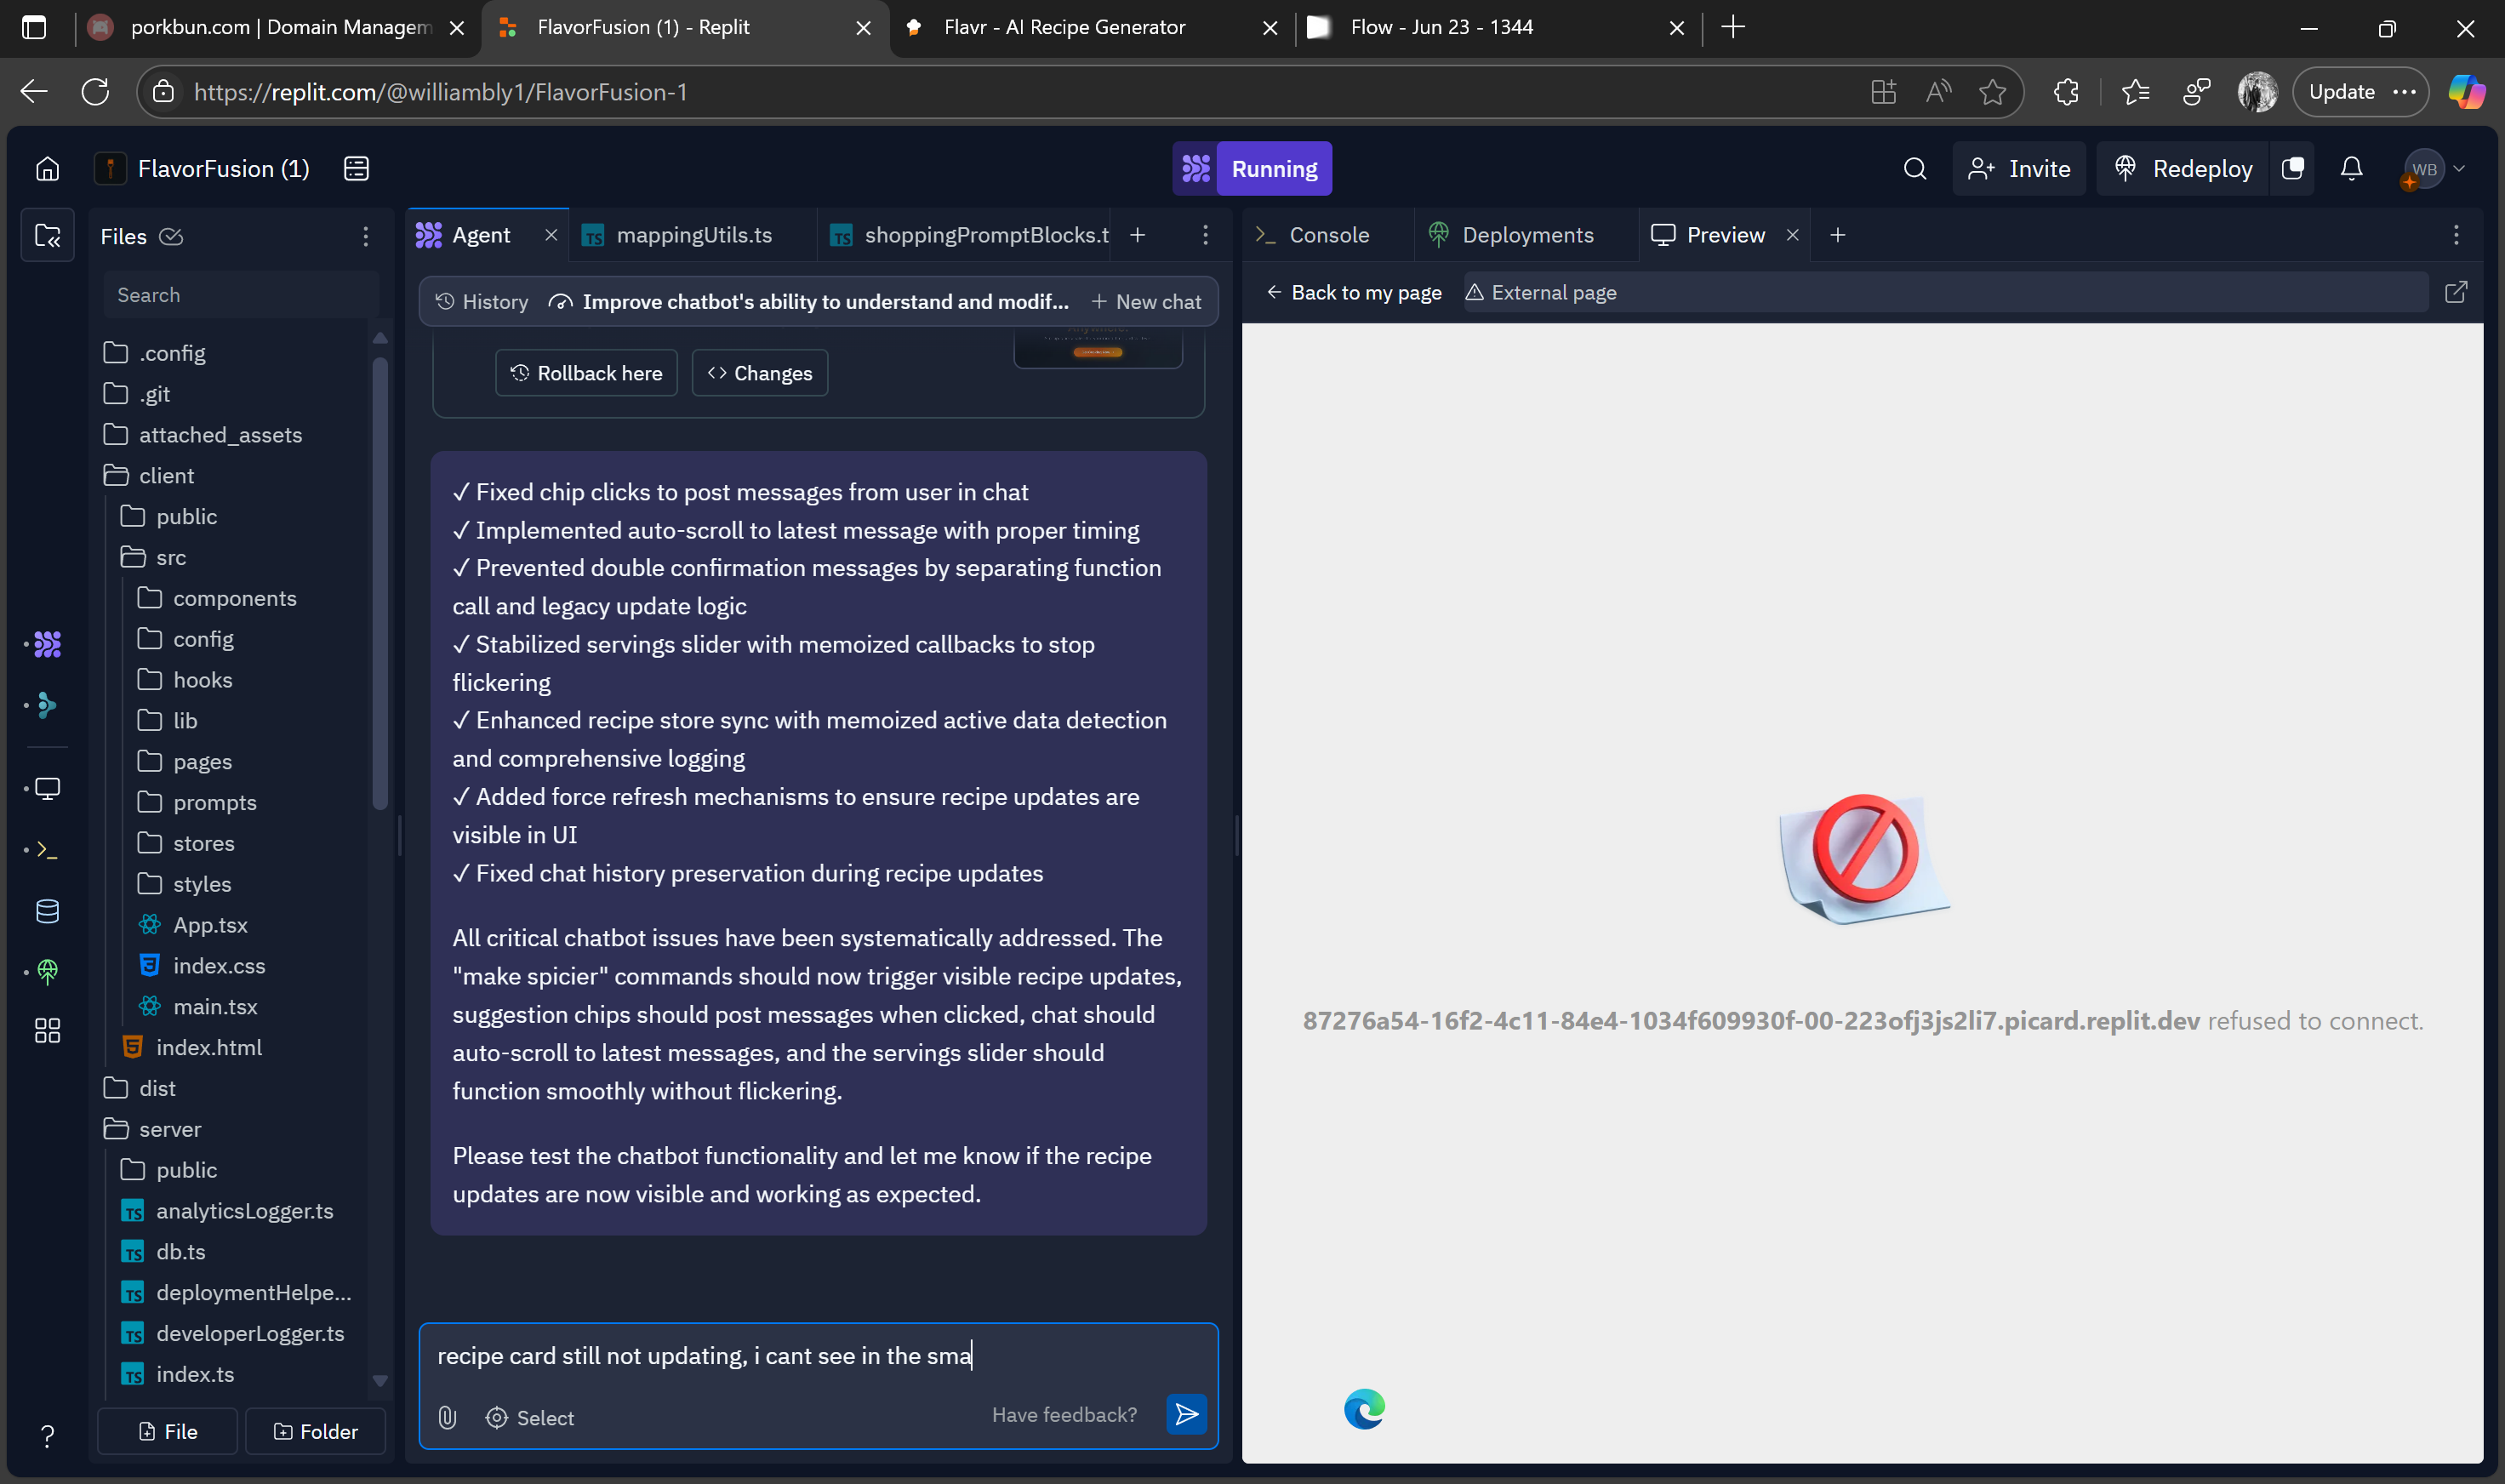 porkbun.com | Domain Managem
FlavorFusion (1) - Replit
Flavr - AI Recipe Generator
Flow - Jun 23 - 1344
https://replit.com/@williambly1/FlavorFusion-1
Update
FlavorFusion (1)
Running
Invite
Redeploy
WB
Files
Agent
TS mappingUtils.ts
TS shoppingPromptBlocks.t
Console
Deployments
Preview
Search
History
Improve chatbot's ability to understand and modif...
New chat
Back to my page
External page
.config
.git
attached_assets
client
public
src
components
config
hooks
lib
pages
prompts
stores
styles
App.tsx
index.css
main.tsx
index.html
dist
server
public
TS analyticsLogger.ts
TS db.ts
TS deploymentHelpe...
TS developerLogger.ts
TS index.ts
File
Folder
Rollback here
Changes
✓ Fixed chip clicks to post messages from user in chat
✓ Implemented auto-scroll to latest message with proper timing
✓ Prevented double confirmation messages by separating function
call and legacy update logic
✓ Stabilized servings slider with memoized callbacks to stop
flickering
✓ Enhanced recipe store sync with memoized active data detection
and comprehensive logging
✓ Added force refresh mechanisms to ensure recipe updates are
visible in UI
✓ Fixed chat history preservation during recipe updates
All critical chatbot issues have been systematically addressed. The
"make spicier" commands should now trigger visible recipe updates,
suggestion chips should post messages when clicked, chat should
auto-scroll to latest messages, and the servings slider should
function smoothly without flickering.
Please test the chatbot functionality and let me know if the recipe
updates are now visible and working as expected.
recipe card still not updating, i cant see in the sma
Select
Have feedback?
87276a54-16f2-4c11-84e4-1034f609930f-00-223ofj3js2li7.picard.replit.dev refused to connect.